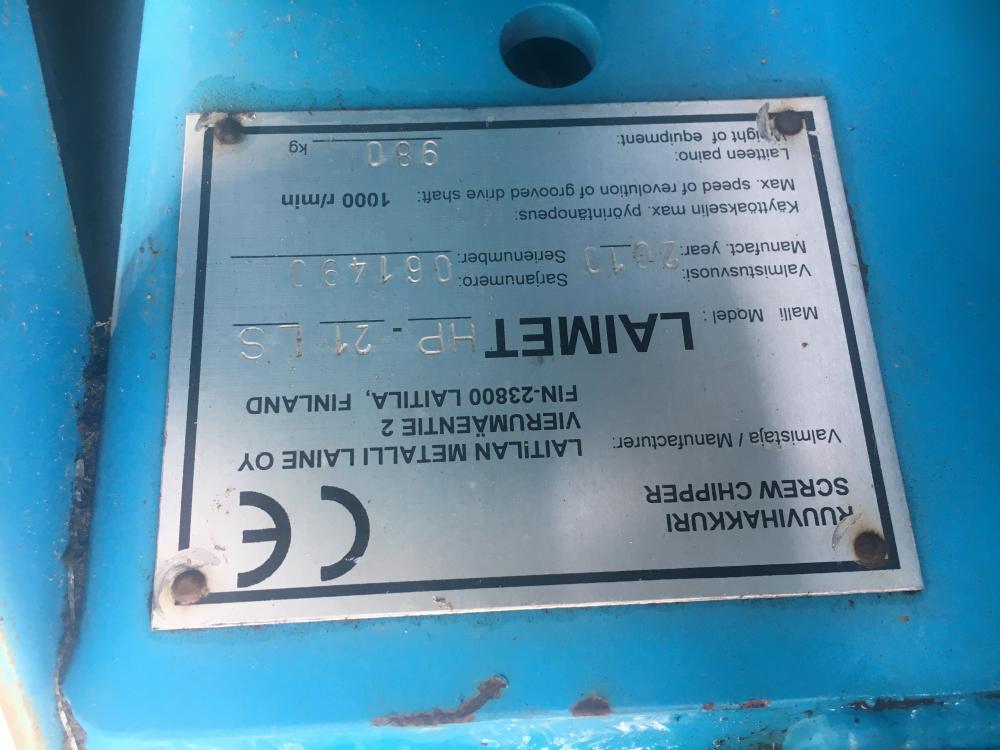 RUUVIHAKKURI
SCREW CHIPPER
CE
Valmistaja / Manufacturer:
LAITILAN METALLI LAINE OY
VIERUMÄENTIE 2
FIN-23800 LAITILA, FINLAND
Malli Model: LAIMET HP - 21 LS
Valmistusvuosi: Sarjanumero:
Manufact. year: 2010 Serienumber: 061490
Käyttöakselin max. pyörintänopeus:
Max. speed of revolution of grooved drive shaft: 1000 r/min
Laitteen paino:
Weight of equipment: 980 kg